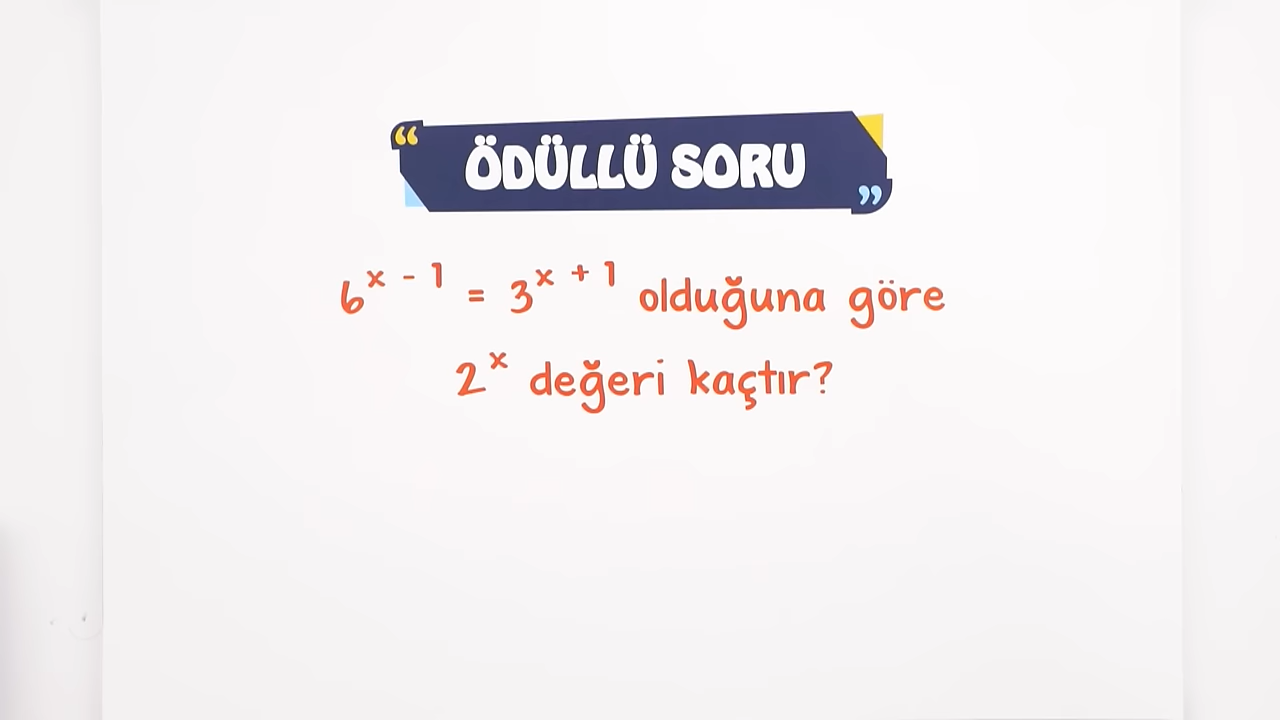 “ ÖDÜLLÜ SORU ”
6^{x - 1} = 3^{x + 1} olduğuna göre
2^{x} değeri kaçtır?